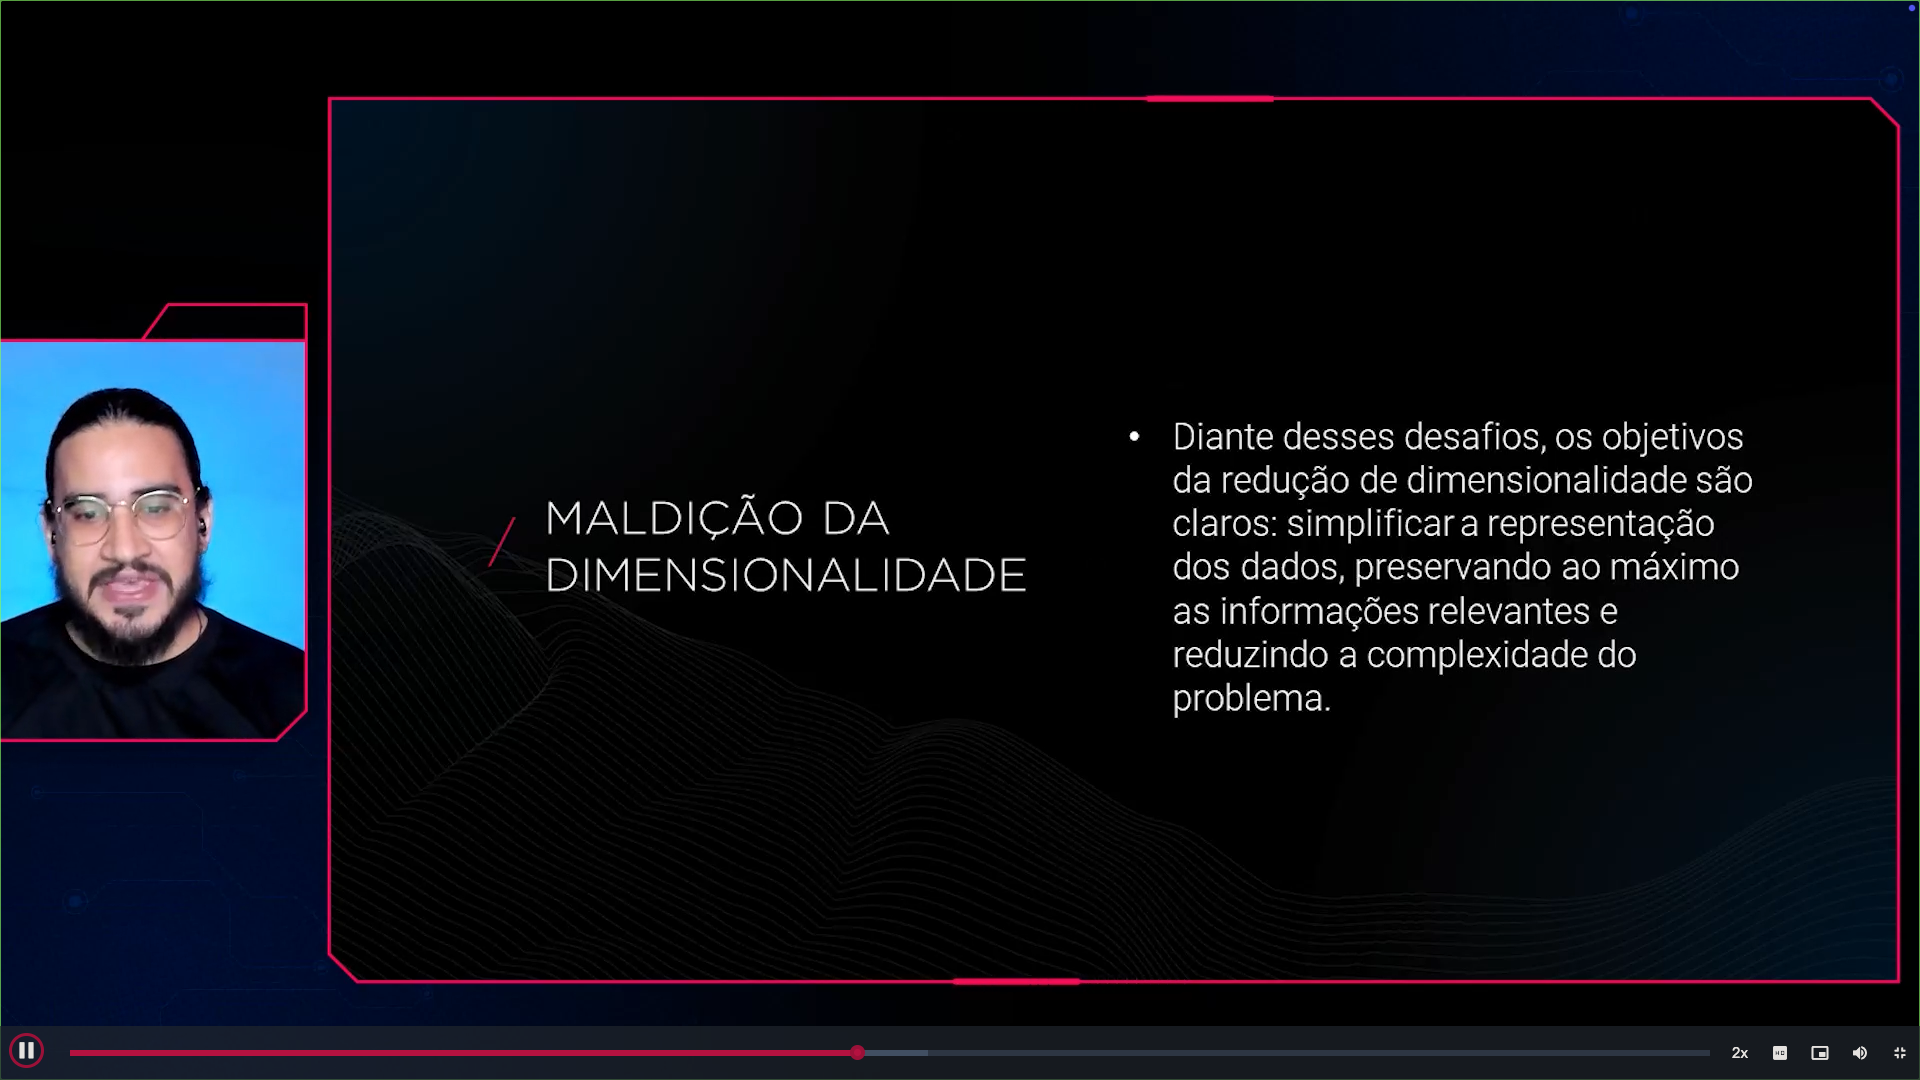 MALDIÇÃO DA
DIMENSIONALIDADE
• Diante desses desafios, os objetivos
da redução de dimensionalidade são
claros: simplificar a representação
dos dados, preservando ao máximo
as informações relevantes e
reduzindo a complexidade do
problema.
2x
HD